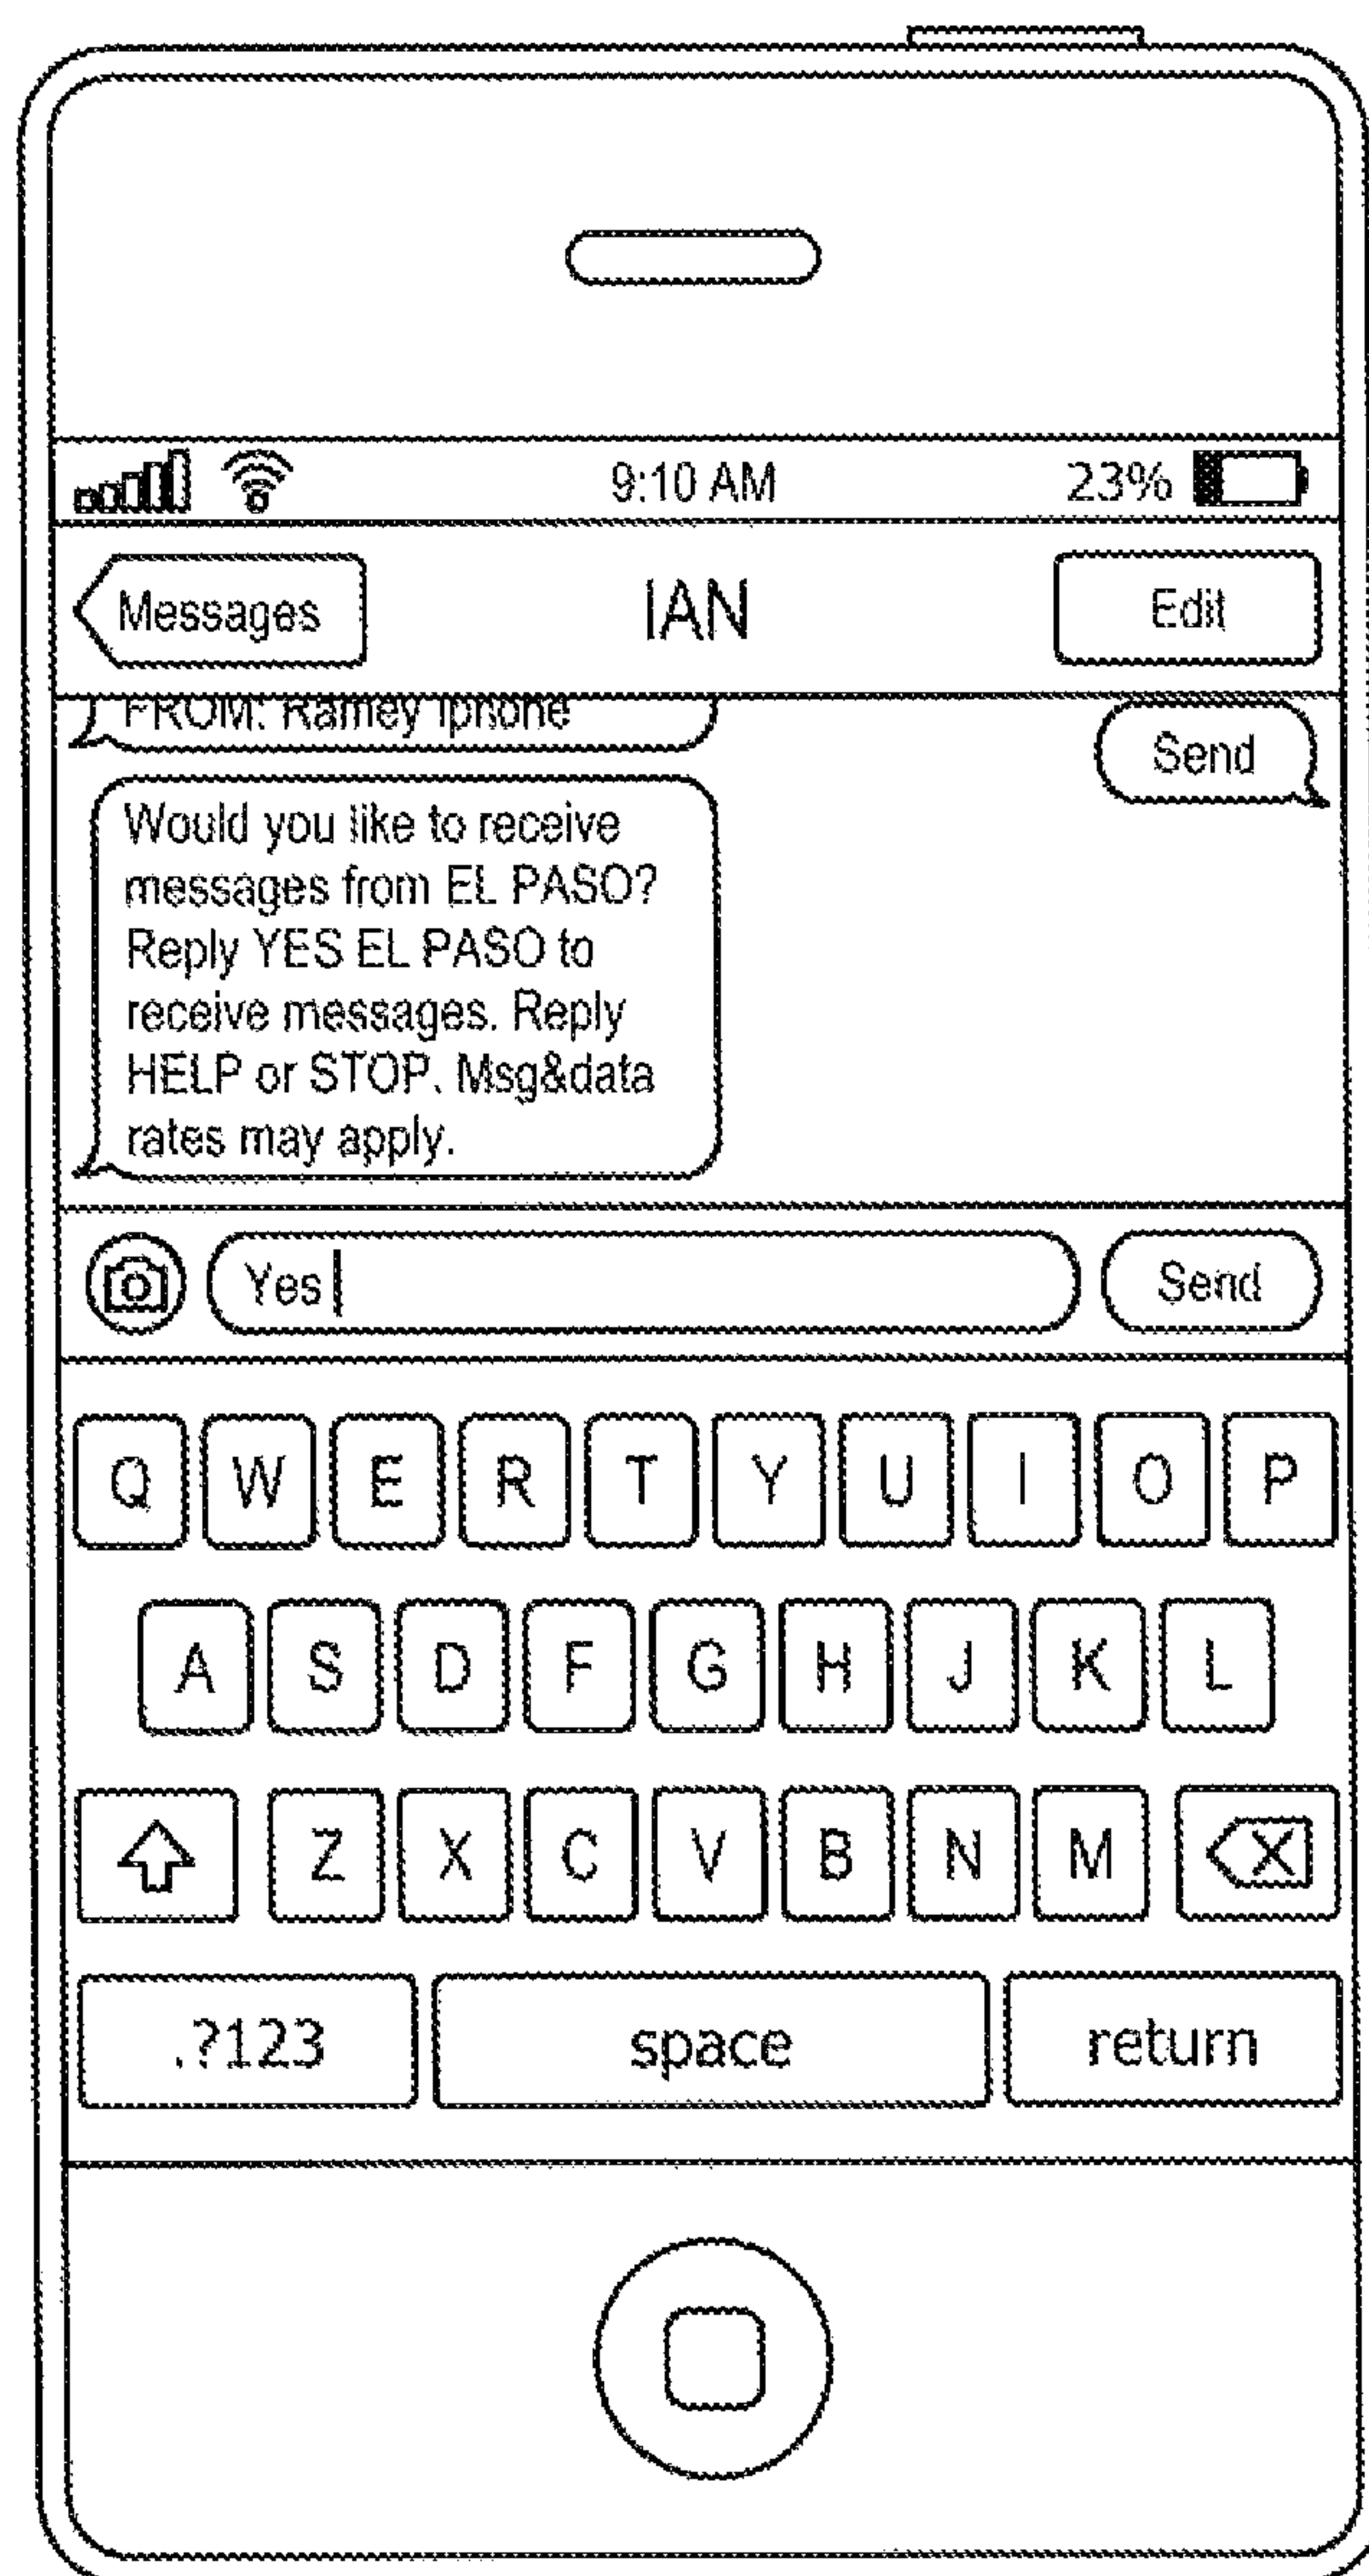 9:10 AM 23%
Messages IAN Edit
FROM: Ramey Iphone
Send
Would you like to receive
messages from EL PASO?
Reply YES EL PASO to
receive messages. Reply
HELP or STOP. Msg&data
rates may apply.
Yes Send
Q W E R T Y U I O P
A S D F G H J K L
Z X C V B N M
.?123 space return